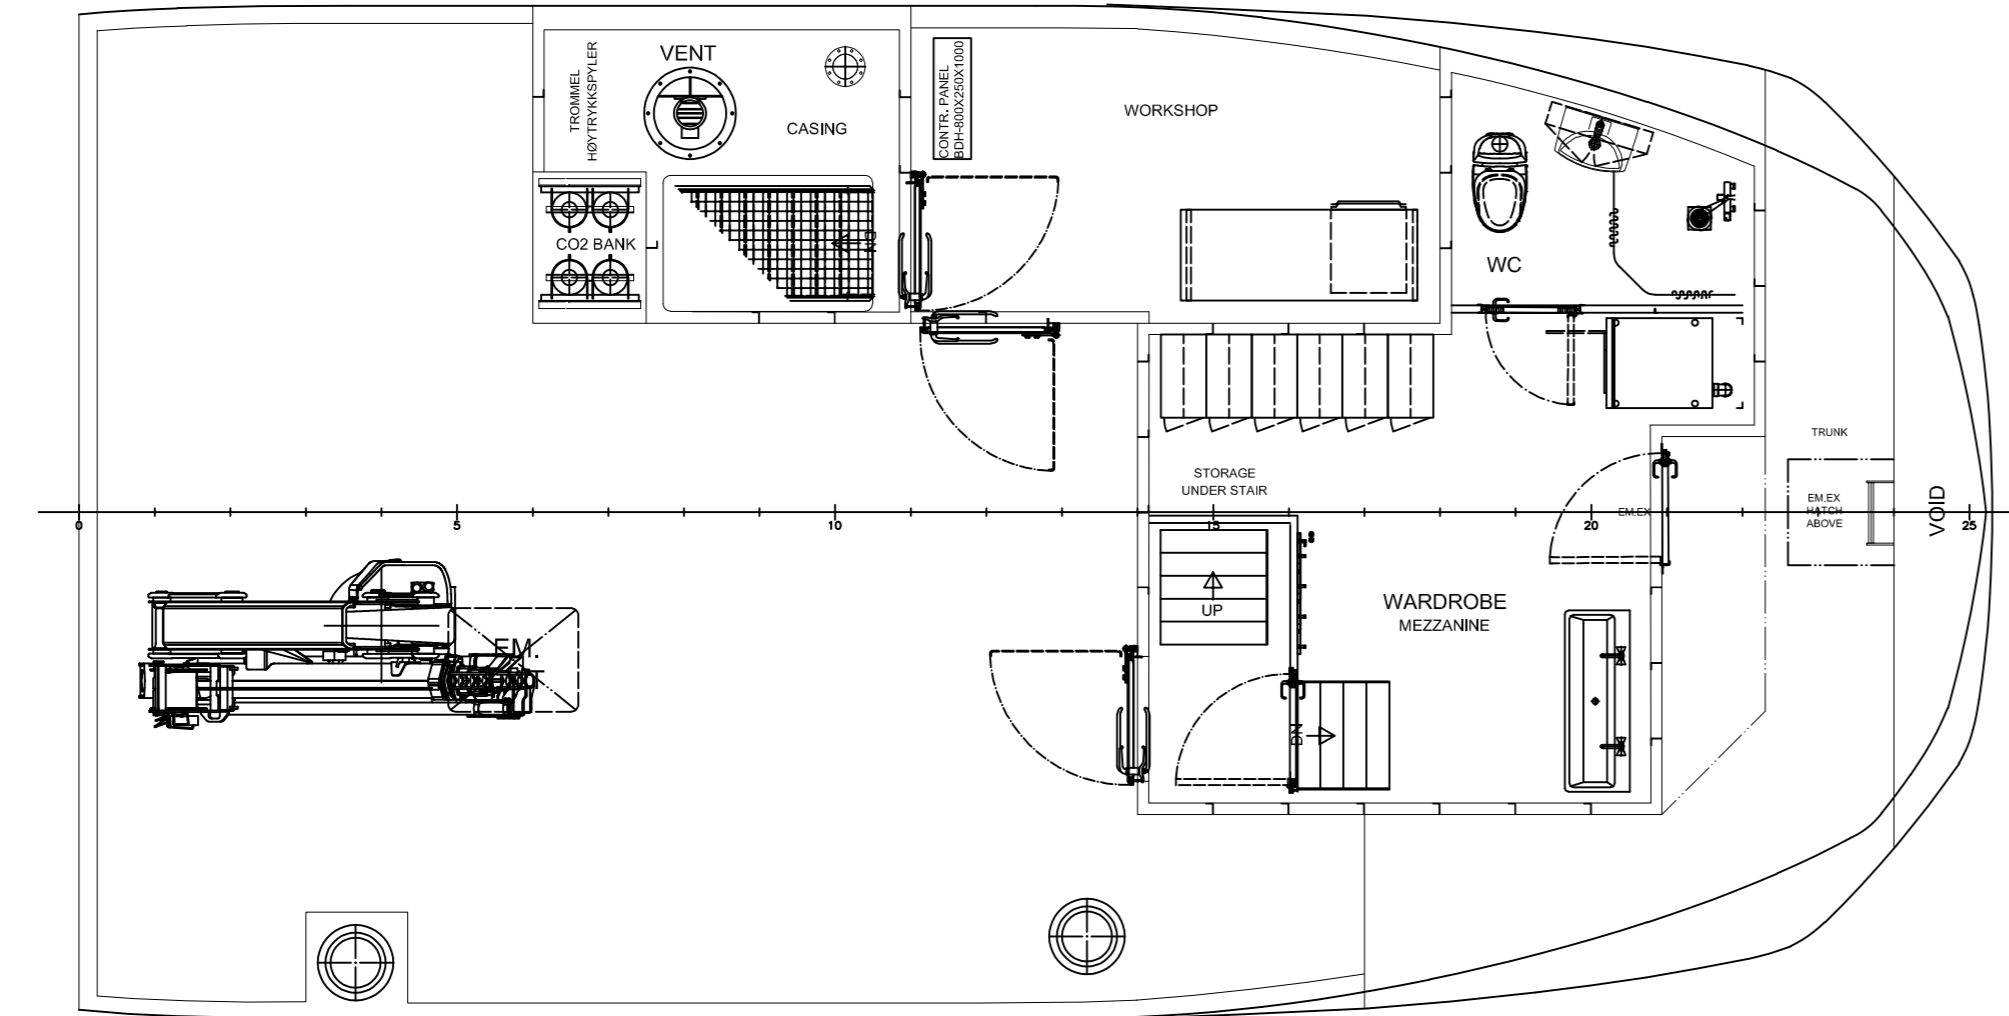 VENT
TROMMEL
HØYTRYKKSPYLER
CASING
CONTR. PANEL
BDH-800X250X1000
WORKSHOP
CO2 BANK
DN
WC
TRUNK
STORAGE
UNDER STAIR
EM.EX
HATCH
ABOVE
VOID
EM.EX
0
5
10
15
20
25
UP
WARDROBE
MEZZANINE
EM.
DN